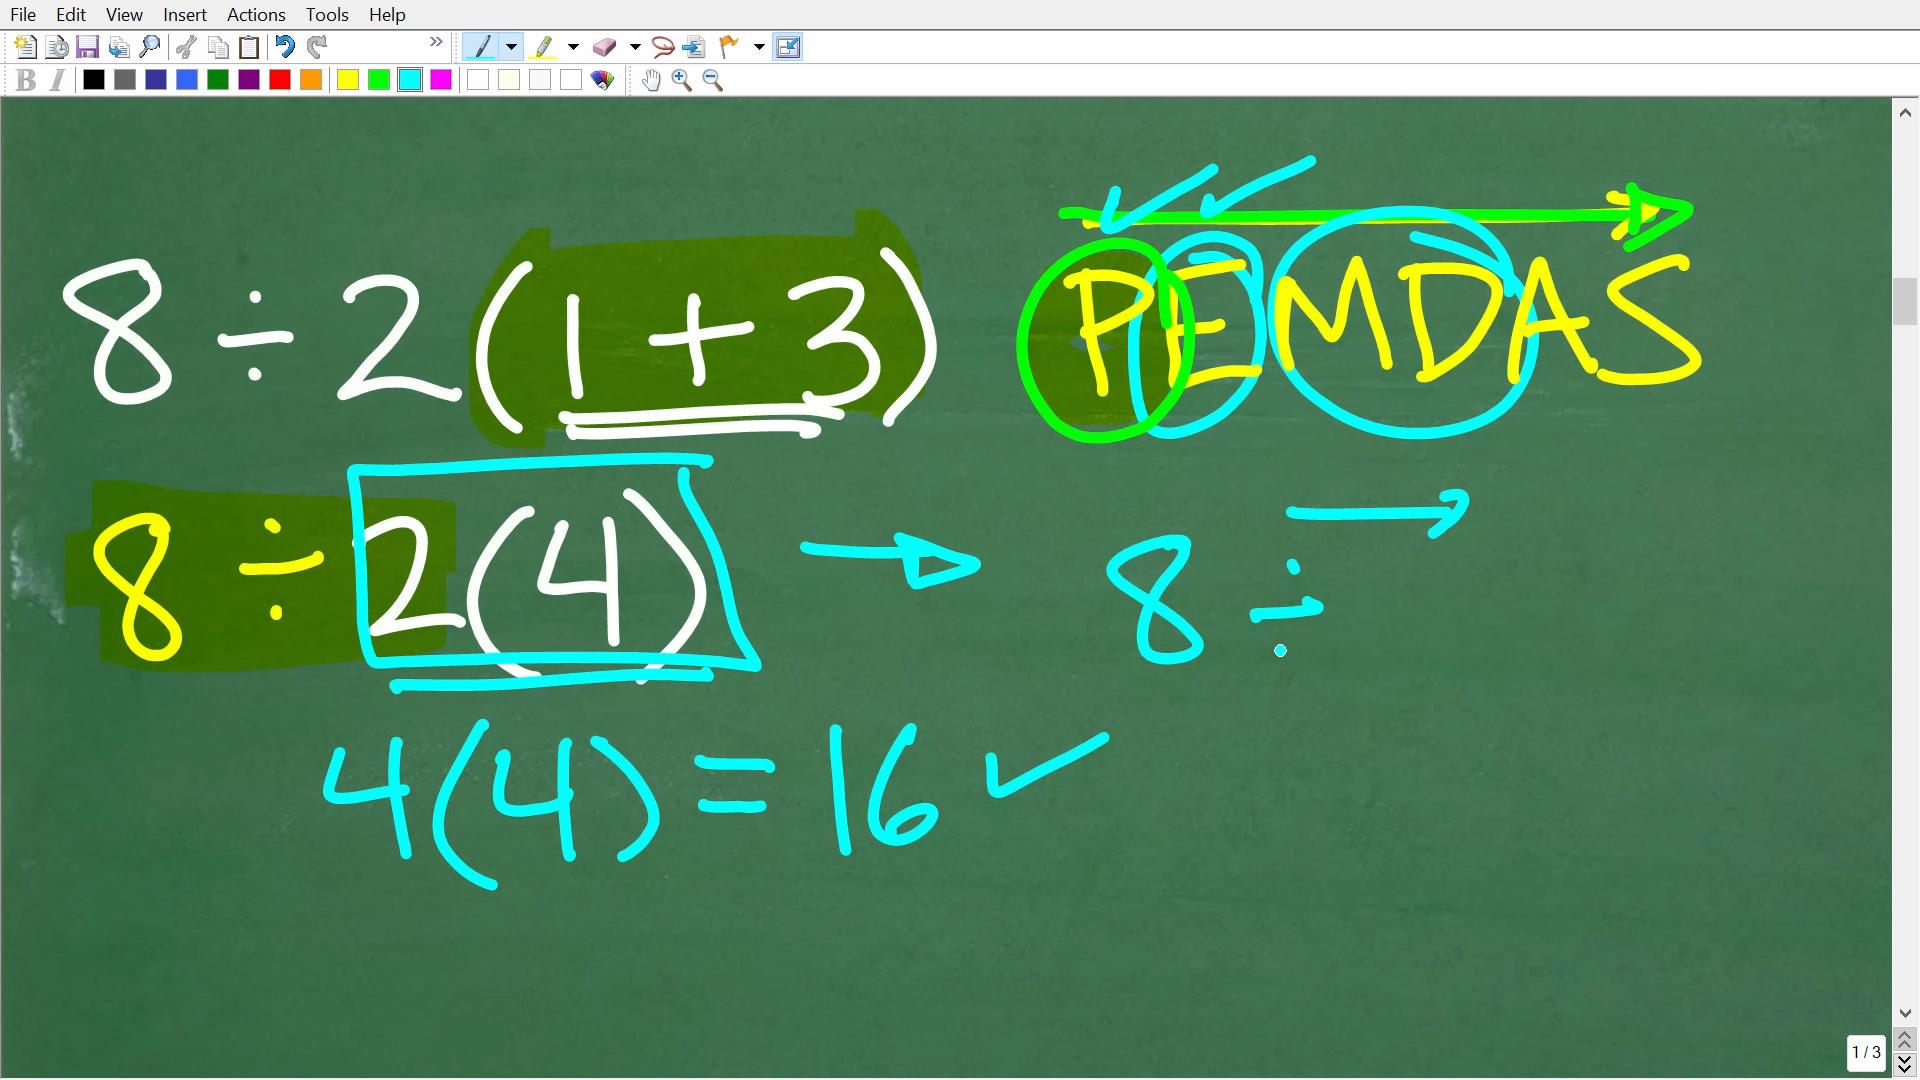 File Edit View Insert Actions Tools Help
B I
8 ÷ 2(1 + 3) PEMDAS
8 ÷ 2(4) → 8 ÷
4(4) = 16 ✓
1 / 3